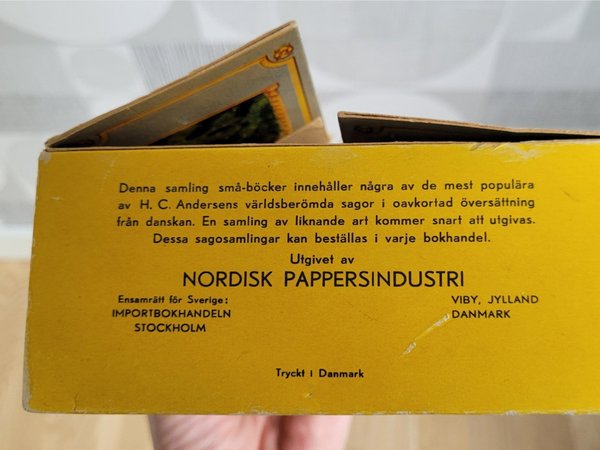 Denna samling små-böcker innehåller några av de mest populära
av H. C. Andersens världsberömda sagor i oavkortad översättning
från danskan. En samling av liknande art kommer snart att utgivas.
Dessa sagosamlingar kan beställas i varje bokhandel.
Utgivet av
NORDISK PAPPERSINDUSTRI
Ensamrätt för Sverige:
IMPORTBOKHANDELN
STOCKHOLM
VIBY, JYLLAND
DANMARK
Tryckt i Danmark